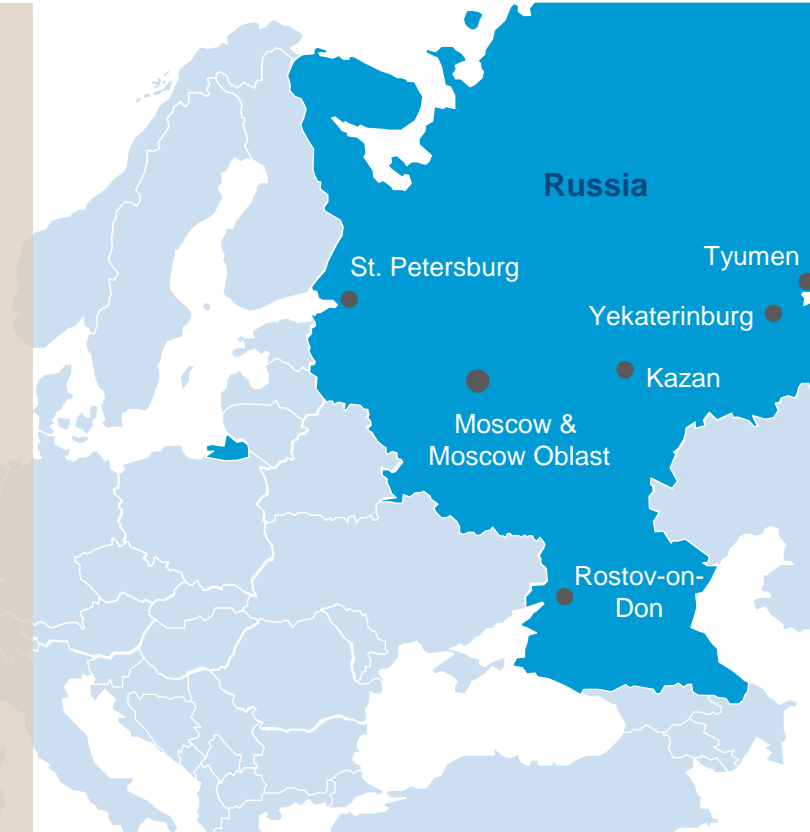 Russia
Tyumen
St. Petersburg
Yekaterinburg
Kazan
Moscow &
Moscow Oblast
Rostov-on-
Don